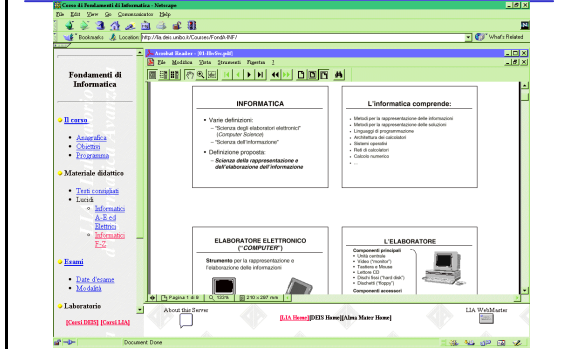 Corso di Fondamenti di Informatica - Netscape
File Edit View Go Communicator Help
Bookmarks Location http://lia.deis.unibo.it/Courses/FondA-INF/ What's Related
Acrobat Reader - [01-HwSw.pdf]
File Modifica Vista Strumenti Finestra ?
Fondamenti di
Informatica
Il corso
• Anagrafica
• Obiettivi
• Programma
Materiale didattico
• Testi consigliati
• Lucidi
Informatici
A-E ed
Elettrici
Informatici
F-Z
Esami
• Date d'esame
• Modalità
Laboratorio
[Corsi DEIS] [Corsi LIA]
INFORMATICA
• Varie definizioni:
– "Scienza degli elaboratori elettronici"
(Computer Science)
– "Scienza dell'informazione"
• Definizione proposta:
– Scienza della rappresentazione e
dell'elaborazione dell'informazione
L'informatica comprende:
• Metodi per la rappresentazione delle informazioni
• Metodi per la rappresentazione delle soluzioni
• Linguaggi di programmazione
• Architettura dei calcolatori
• Sistemi operativi
• Reti di calcolatori
• Calcolo numerico
• ...
ELABORATORE ELETTRONICO
("COMPUTER")
Strumento per la rappresentazione e
l'elaborazione delle informazioni
L'ELABORATORE
Componenti principali
• Unità centrale
• Video ("monitor")
• Tastiera e Mouse
• Lettore CD
• Dischi fissi ("hard disk")
• Dischetti ("floppy")
Componenti accessori
Pagina 1 di 8 133% 210 x 297 mm
About this Server
[LIA Home][DEIS Home][Alma Mater Home]
LIA WebMaster
Document: Done